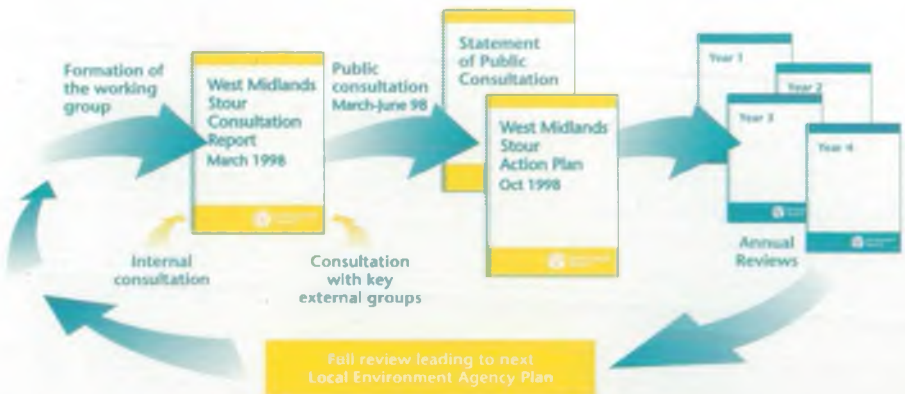 Formation of
the working
group
West Midlands
Stour
Consultation
Report
March 1998
Internal
consultation
Consultation
with key
external groups
Public
consultation
March-June 98
Statement
of Public
Consultation
West Midlands
Stour
Action Plan
Oct 1998
Year 1
Year 2
Year 3
Year 4
Annual
Reviews
Full review leading to next
Local Environment Agency Plan